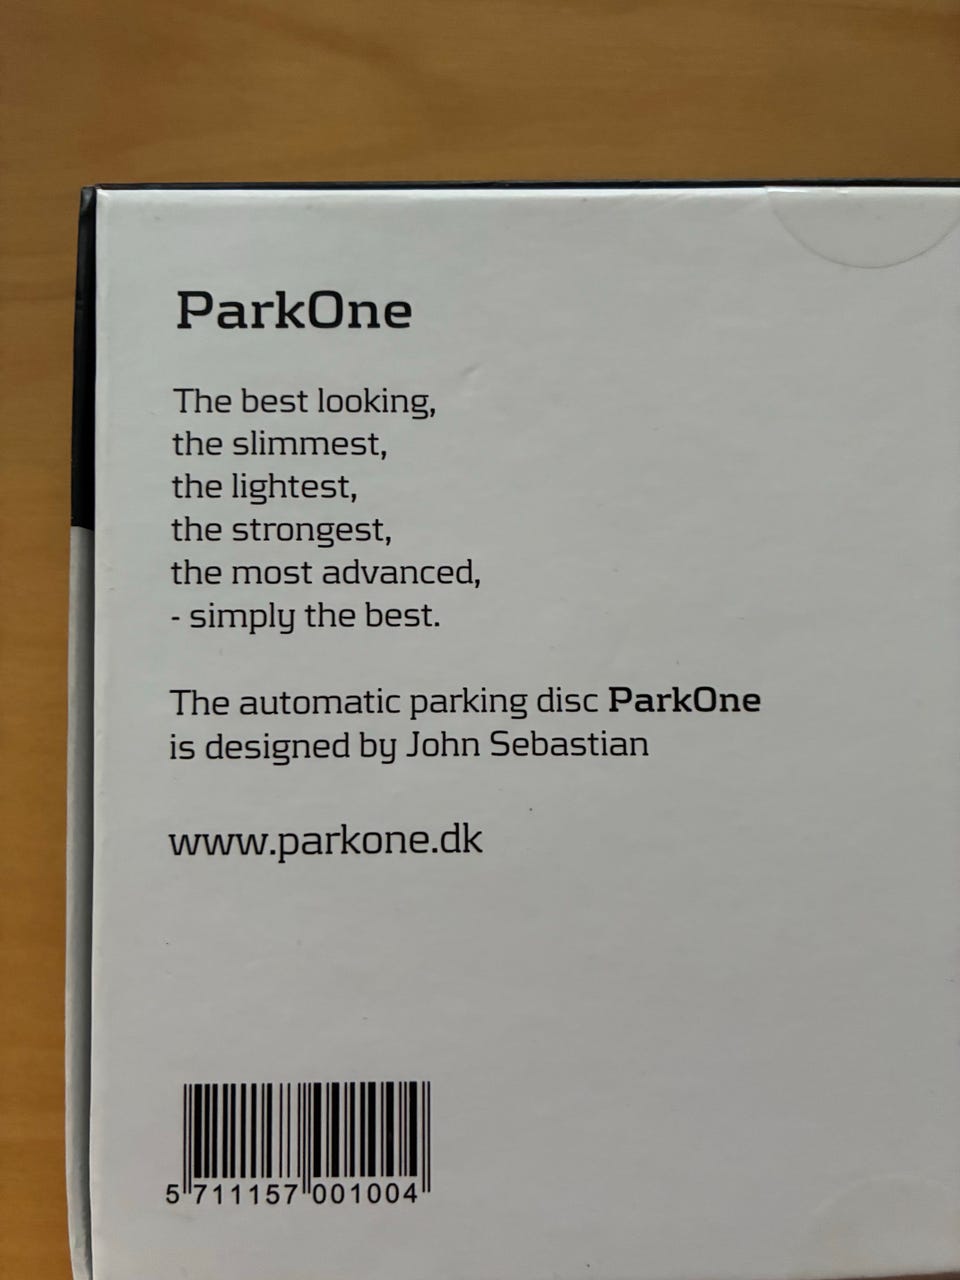 ParkOne
The best looking,
the slimmest,
the lightest,
the strongest,
the most advanced,
- simply the best.
The automatic parking disc ParkOne
is designed by John Sebastian
www.parkone.dk
5 711157 001004